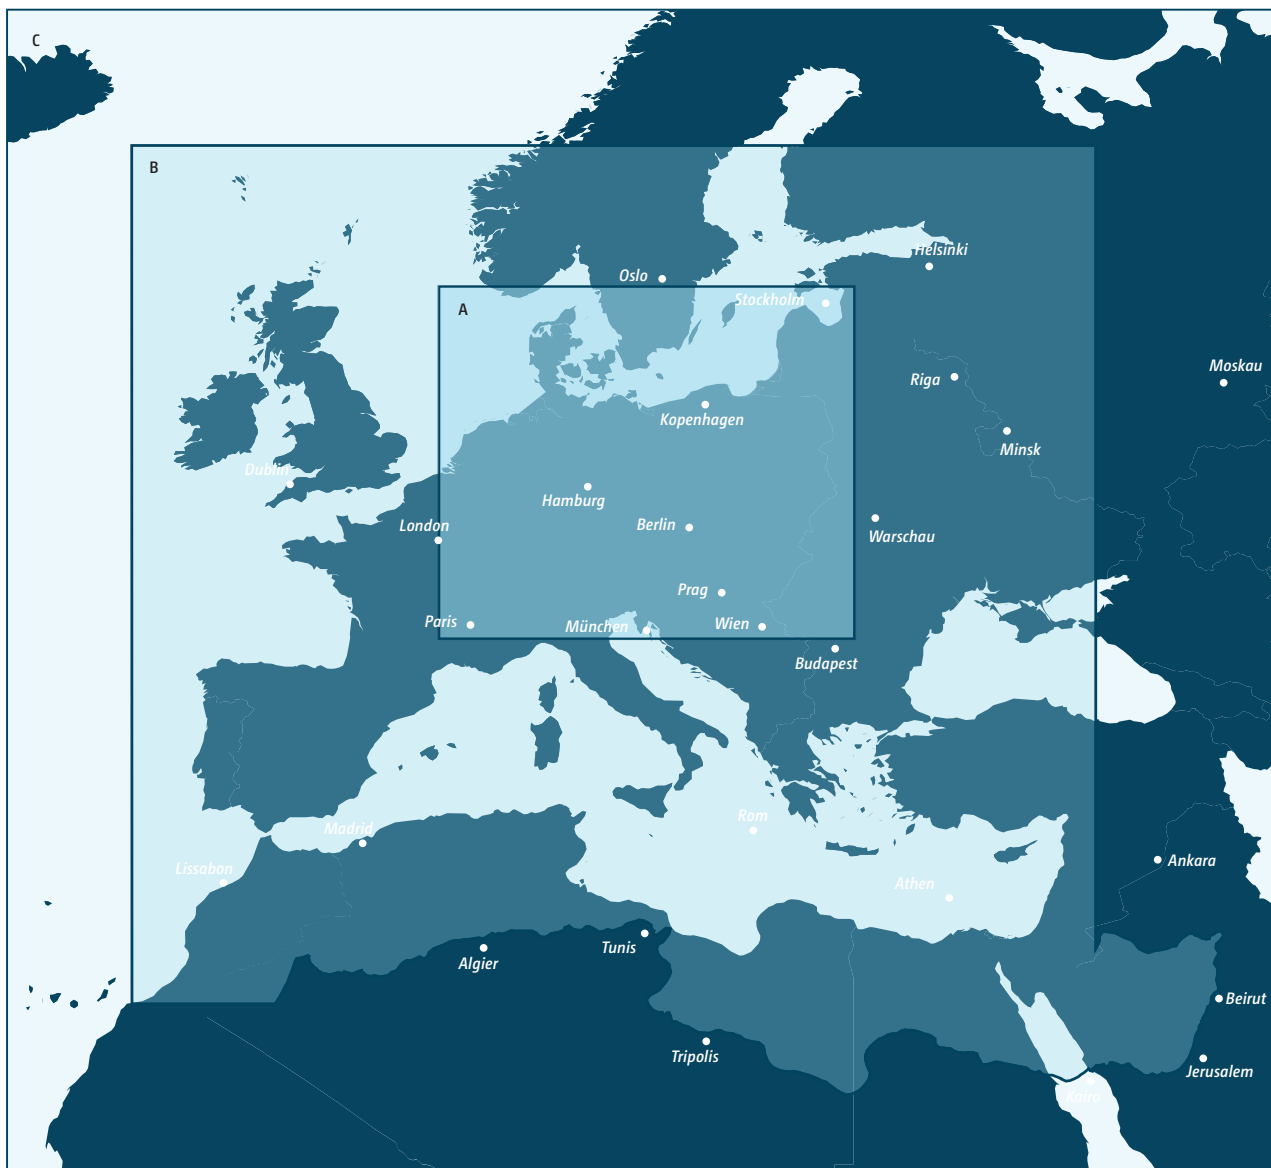 C
B
Helsinki
Oslo
Stockholm
A
Moskau
Riga
Kopenhagen
Minsk
Dublin
Hamburg
London
Berlin
Warschau
Prag
Paris
München
Wien
Budapest
Rom
Madrid
Ankara
Lissabon
Athen
Tunis
Algier
Beirut
Tripolis
Jerusalem
Kairo